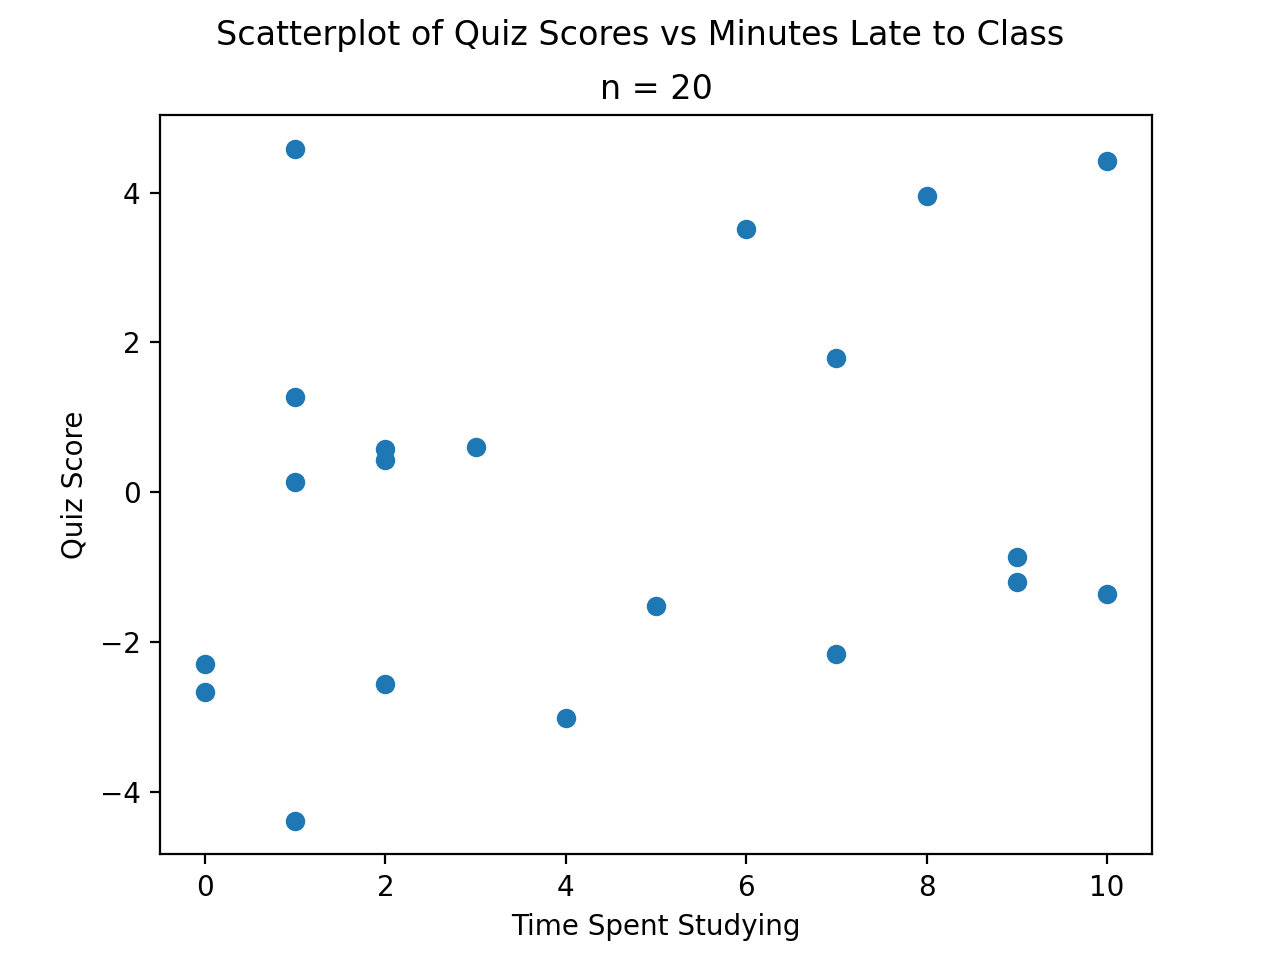 Scatterplot of Quiz Scores vs Minutes Late to Class
n = 20
4
2
0
−2
−4
Quiz Score
0 2 4 6 8 10
Time Spent Studying